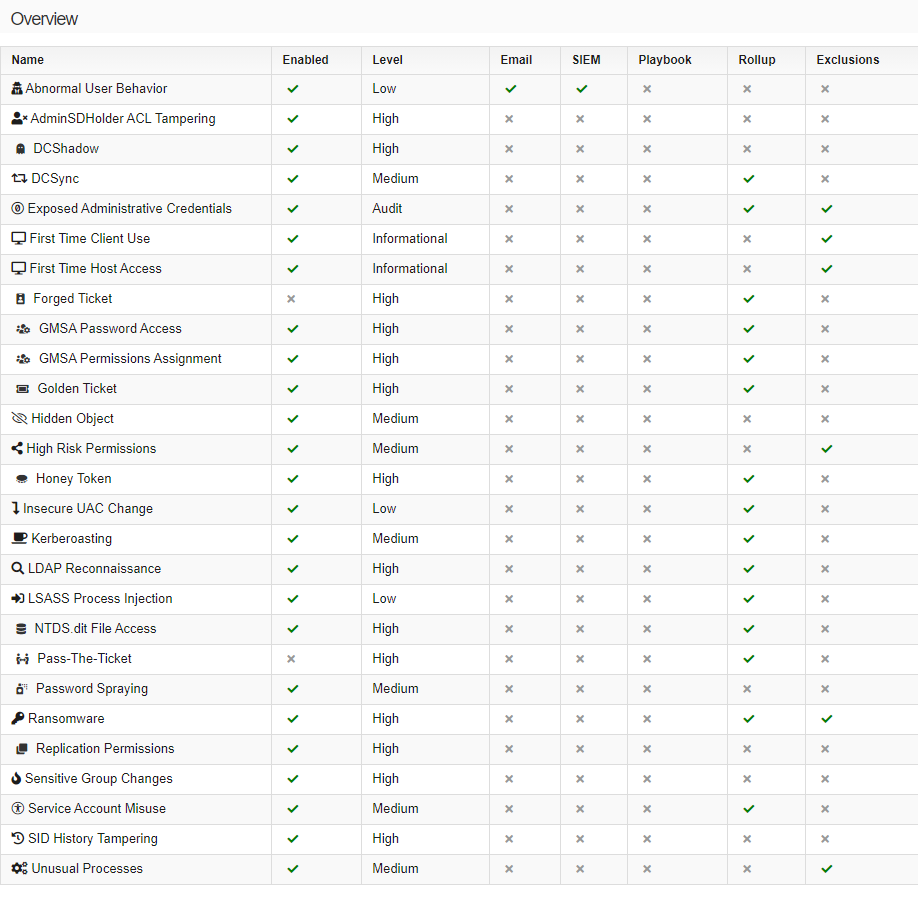 Overview
Name Enabled Level Email SIEM Playbook Rollup Exclusions
Abnormal User Behavior Low
AdminSDHolder ACL Tampering High
DCShadow High
DCSync Medium
Exposed Administrative Credentials Audit
First Time Client Use Informational
First Time Host Access Informational
Forged Ticket High
GMSA Password Access High
GMSA Permissions Assignment High
Golden Ticket High
Hidden Object Medium
High Risk Permissions Medium
Honey Token High
Insecure UAC Change Low
Kerberoasting Medium
LDAP Reconnaissance High
LSASS Process Injection Low
NTDS.dit File Access High
Pass-The-Ticket High
Password Spraying Medium
Ransomware High
Replication Permissions High
Sensitive Group Changes High
Service Account Misuse Medium
SID History Tampering High
Unusual Processes Medium